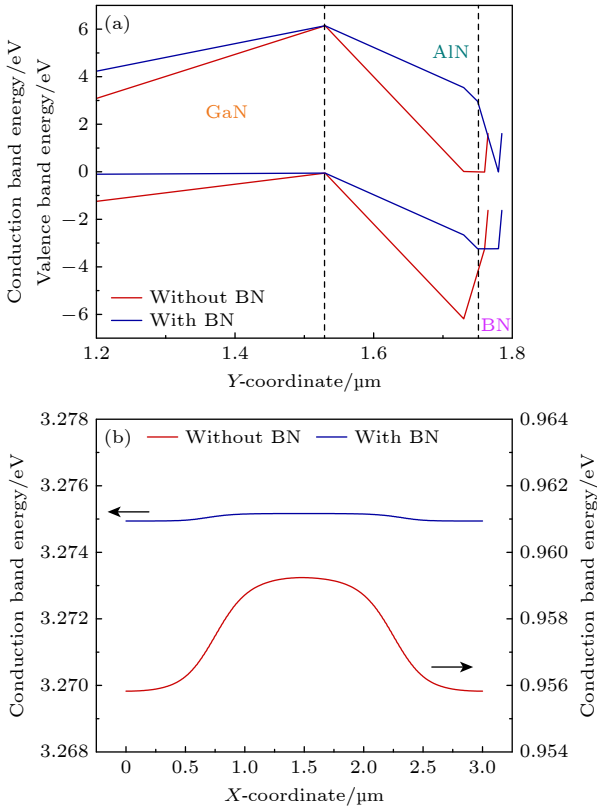 (a)
Conduction band energy/eV
Valence band energy/eV
6
4
2
0
−2
−4
−6
AlN
GaN
BN
Without BN
With BN
1.2
1.4
1.6
1.8
Y-coordinate/μm
(b)
Without BN
With BN
Conduction band energy/eV
3.278
3.276
3.274
3.272
3.270
3.268
0.964
0.962
0.960
0.958
0.956
0.954
Conduction band energy/eV
0
0.5
1.0
1.5
2.0
2.5
3.0
X-coordinate/μm